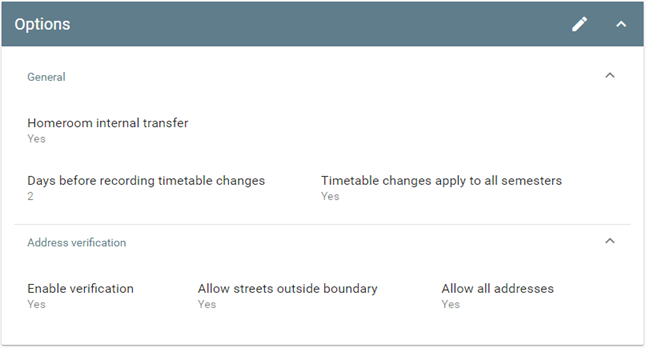 Options
General
Homeroom internal transfer
Yes
Days before recording timetable changes
2
Timetable changes apply to all semesters
Yes
Address verification
Enable verification
Yes
Allow streets outside boundary
Yes
Allow all addresses
Yes